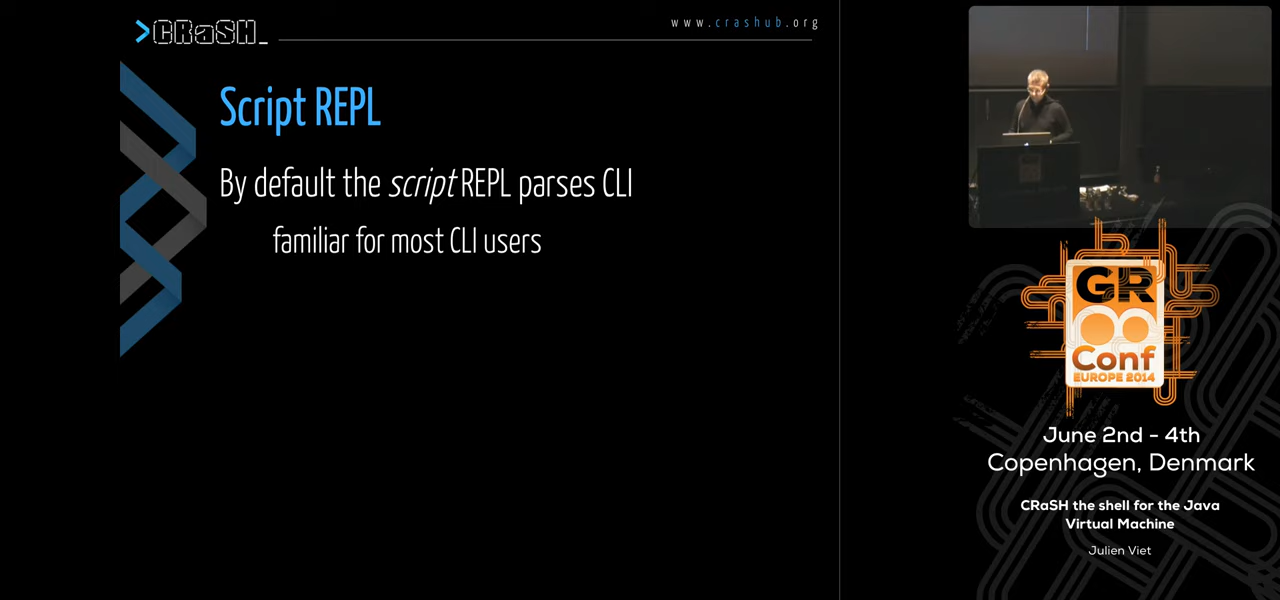 >CRaSH_
www.crashub.org
Script REPL
By default the script REPL parses CLI
familiar for most CLI users
GR8
Conf
EUROPE 2014
June 2nd - 4th
Copenhagen, Denmark
CRaSH the shell for the Java
Virtual Machine
Julien Viet